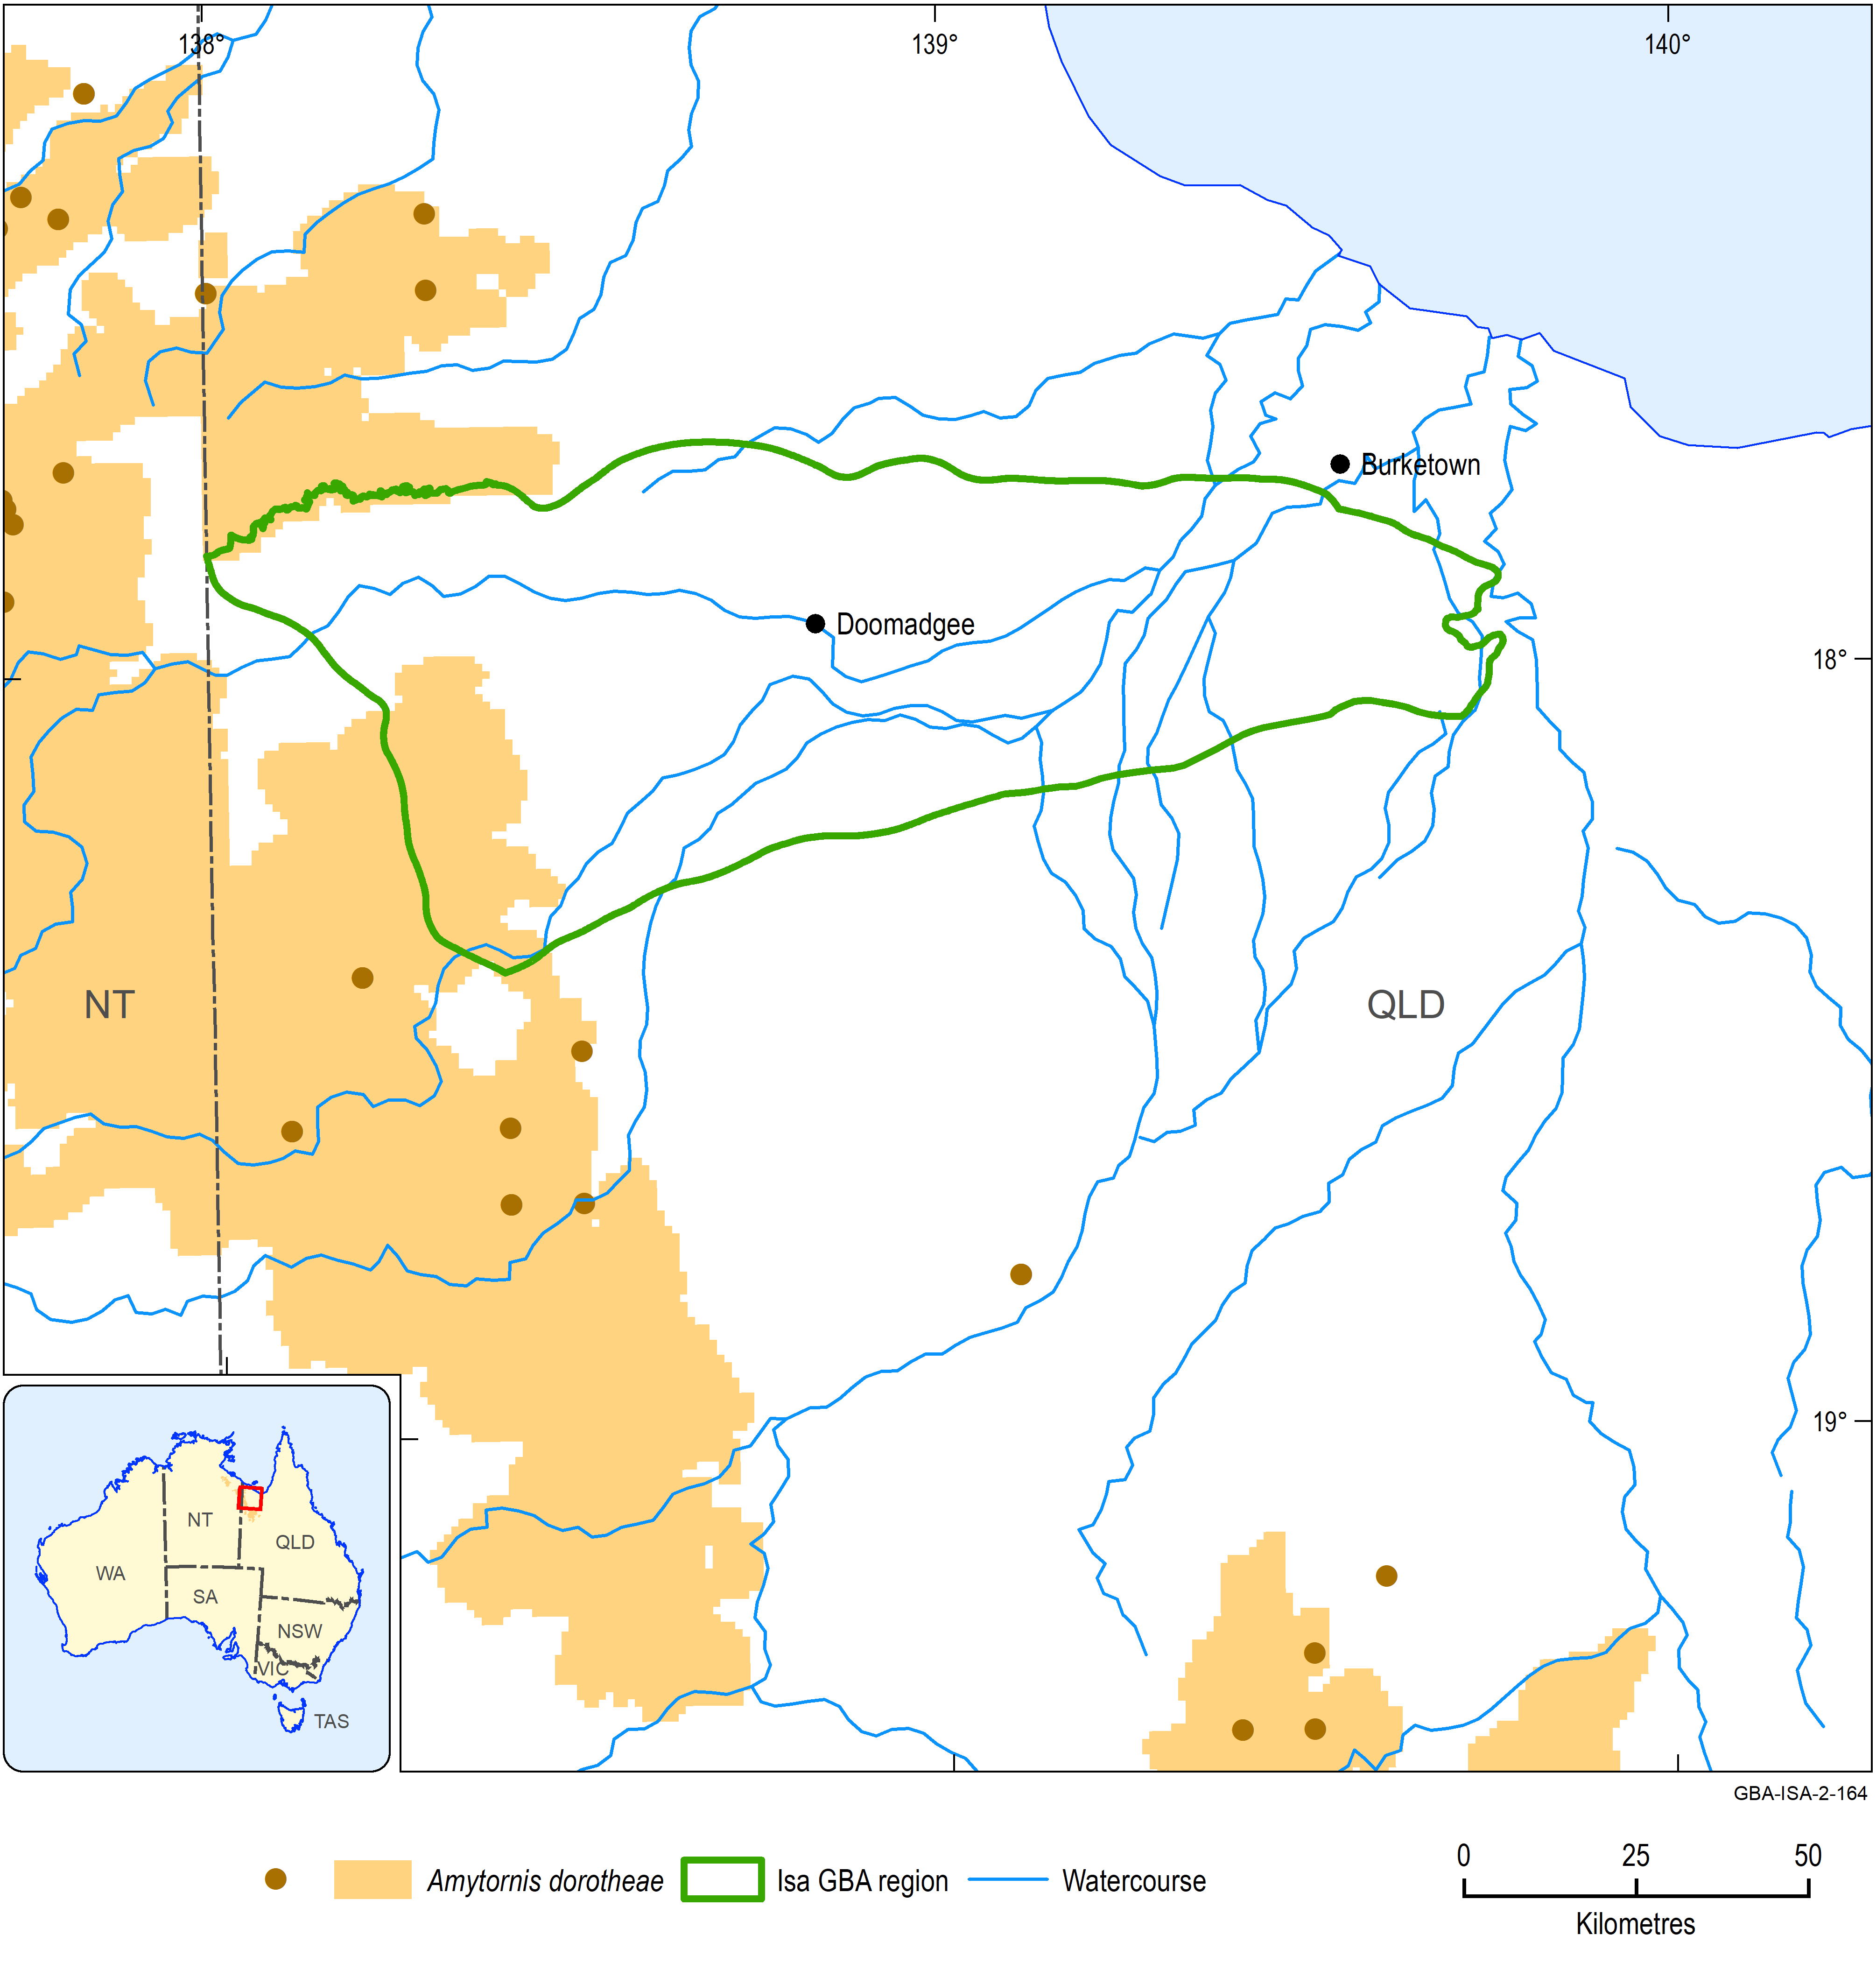 138°
139°
140°
Burketown
Doomadgee
18°
NT
QLD
19°
NT
QLD
WA
SA
NSW
VIC
TAS
GBA-ISA-2-164
Amytornis dorotheae
Isa GBA region
Watercourse
0 25 50
Kilometres